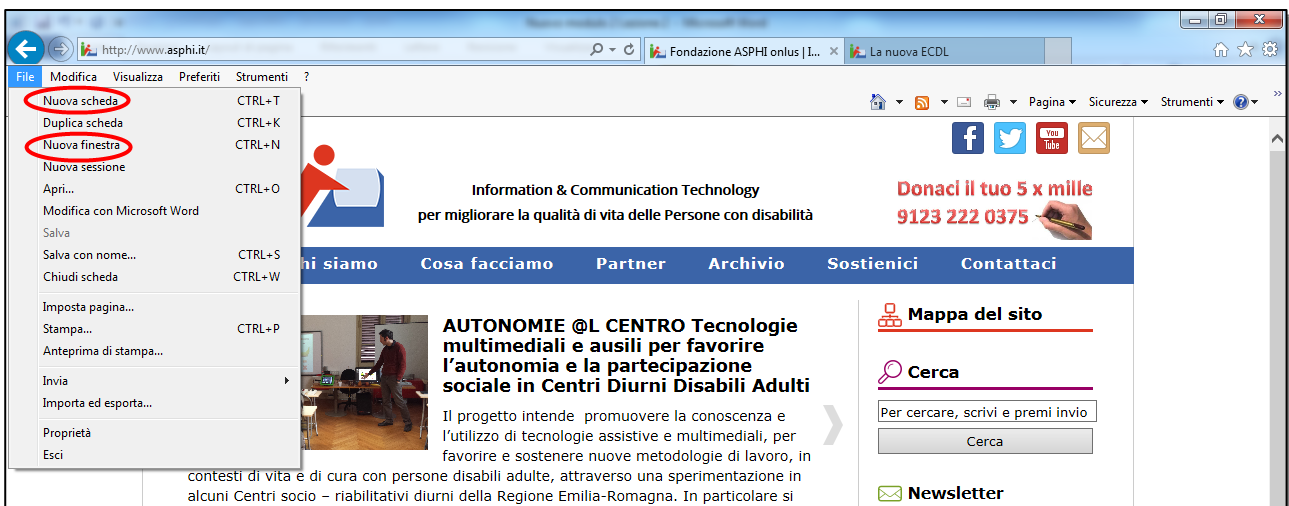 http://www.asphi.it/
Fondazione ASPHI onlus | I...
La nuova ECDL
File Modifica Visualizza Preferiti Strumenti ?
Pagina Sicurezza Strumenti
Nuova scheda CTRL+T
Duplica scheda CTRL+K
Nuova finestra CTRL+N
Nuova sessione
Apri... CTRL+O
Modifica con Microsoft Word
Salva
Salva con nome... CTRL+S
Chiudi scheda CTRL+W
Imposta pagina...
Stampa... CTRL+P
Anteprima di stampa...
Invia
Importa ed esporta...
Proprietà
Esci
You
Tube
Information & Communication Technology
per migliorare la qualità di vita delle Persone con disabilità
Donaci il tuo 5 x mille
9123 222 0375
hi siamo Cosa facciamo Partner Archivio Sostienici Contattaci
AUTONOMIE @L CENTRO Tecnologie
multimediali e ausili per favorire
l’autonomia e la partecipazione
sociale in Centri Diurni Disabili Adulti
Il progetto intende promuovere la conoscenza e
l’utilizzo di tecnologie assistive e multimediali, per
favorire e sostenere nuove metodologie di lavoro, in
contesti di vita e di cura con persone disabili adulte, attraverso una sperimentazione in
alcuni Centri socio – riabilitativi diurni della Regione Emilia-Romagna. In particolare si
Mappa del sito
Cerca
Per cercare, scrivi e premi invio
Cerca
Newsletter